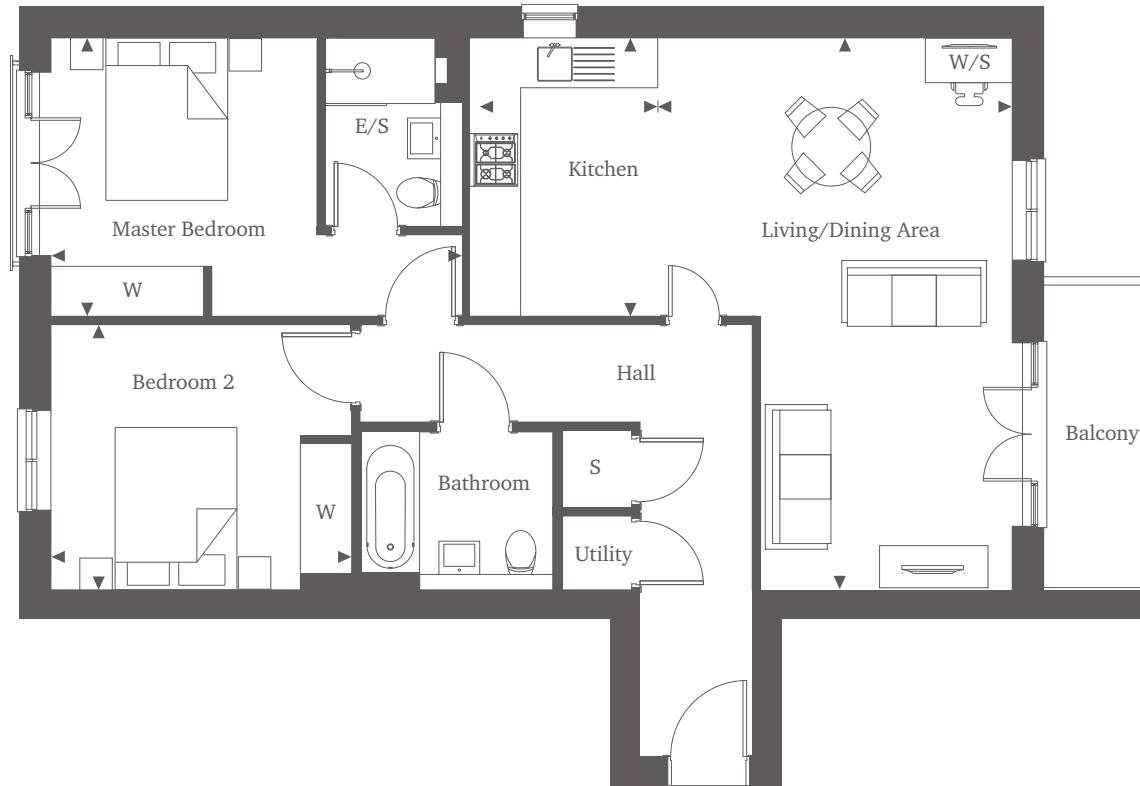 W/S
E/S
Kitchen
Master Bedroom
Living/Dining Area
W
Hall
Bedroom 2
Balcony
S
Bathroom
W
Utility